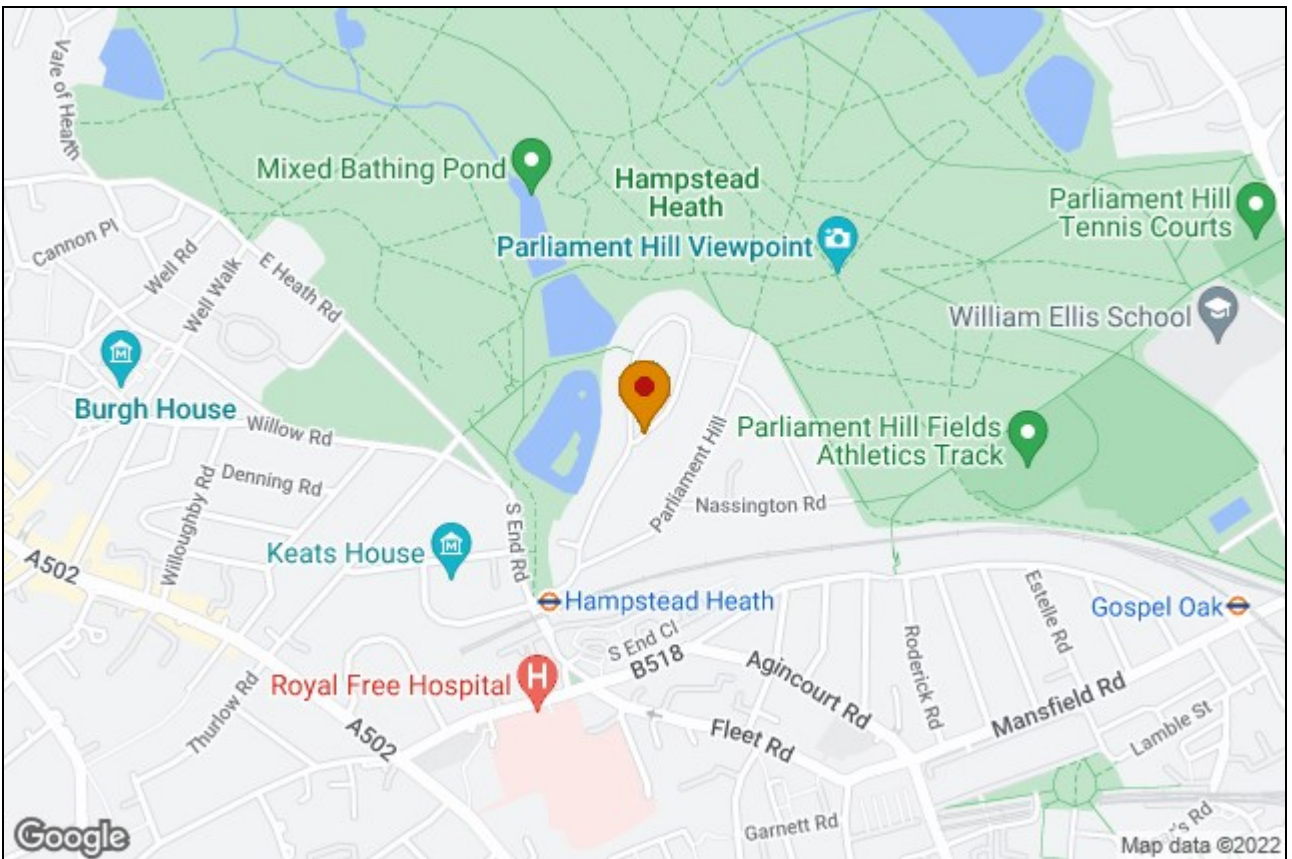 Vale of Health
Mixed Bathing Pond
Hampstead
Heath
Parliament Hill
Tennis Courts
Cannon Pl
Well Rd
Well Walk
E Heath Rd
Parliament Hill Viewpoint
William Ellis School
Burgh House
Willow Rd
Denning Rd
Willoughby Rd
Parliament Hill
Parliament Hill Fields
Athletics Track
Nassington Rd
S End Rd
Keats House
A502
Hampstead Heath
Gospel Oak
Estelle Rd
Roderick Rd
S End Cl
B518
Agincourt Rd
Mansfield Rd
Lamble St
Royal Free Hospital
Thurlow Rd
A502
Fleet Rd
Garnett Rd
Google
Map data ©2022